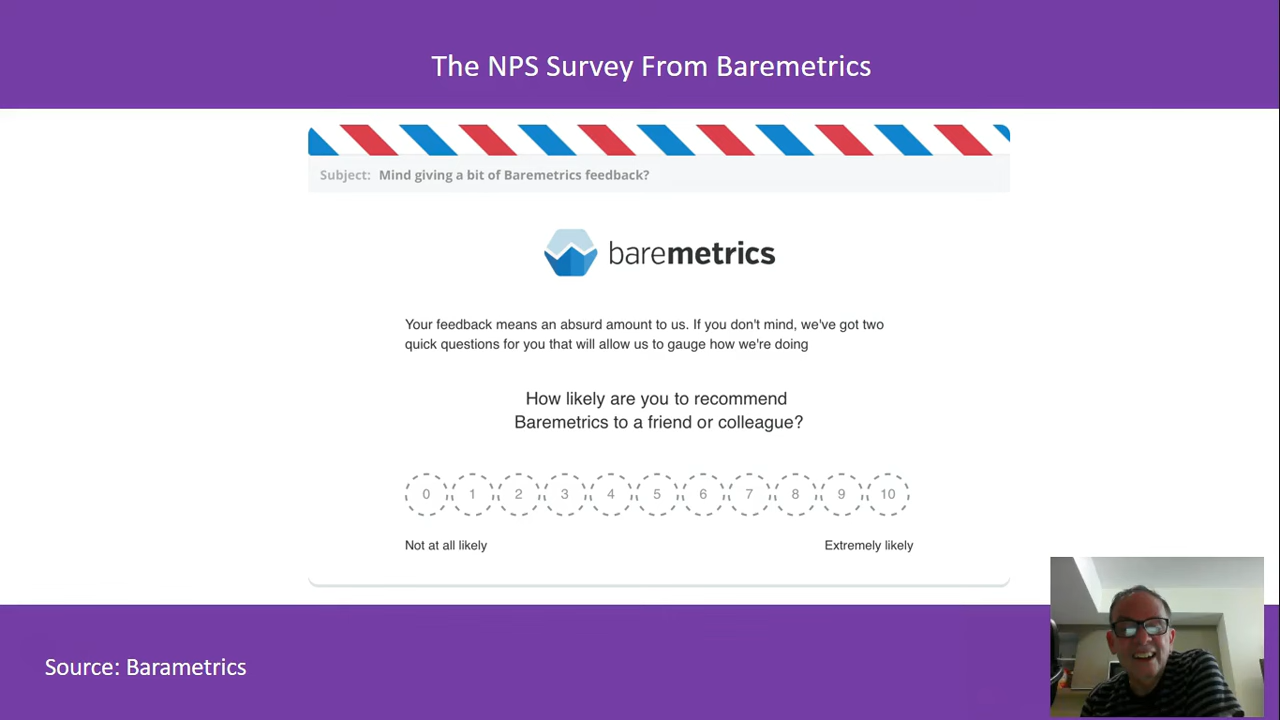 The NPS Survey From Baremetrics
Subject: Mind giving a bit of Baremetrics feedback?
baremetrics
Your feedback means an absurd amount to us. If you don't mind, we've got two
quick questions for you that will allow us to gauge how we're doing
How likely are you to recommend
Baremetrics to a friend or colleague?
0 1 2 3 4 5 6 7 8 9 10
Not at all likely Extremely likely
Source: Barametrics